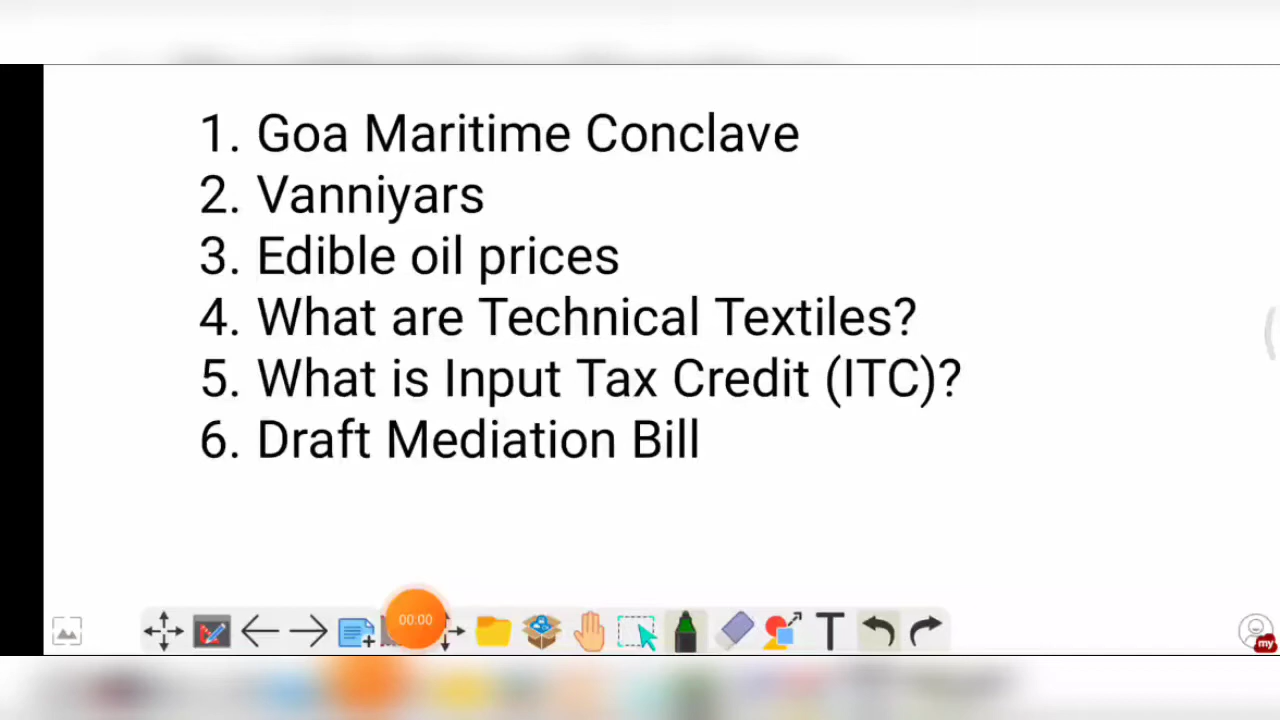 1. Goa Maritime Conclave
2. Vanniyars
3. Edible oil prices
4. What are Technical Textiles?
5. What is Input Tax Credit (ITC)?
6. Draft Mediation Bill
00:00
T
my